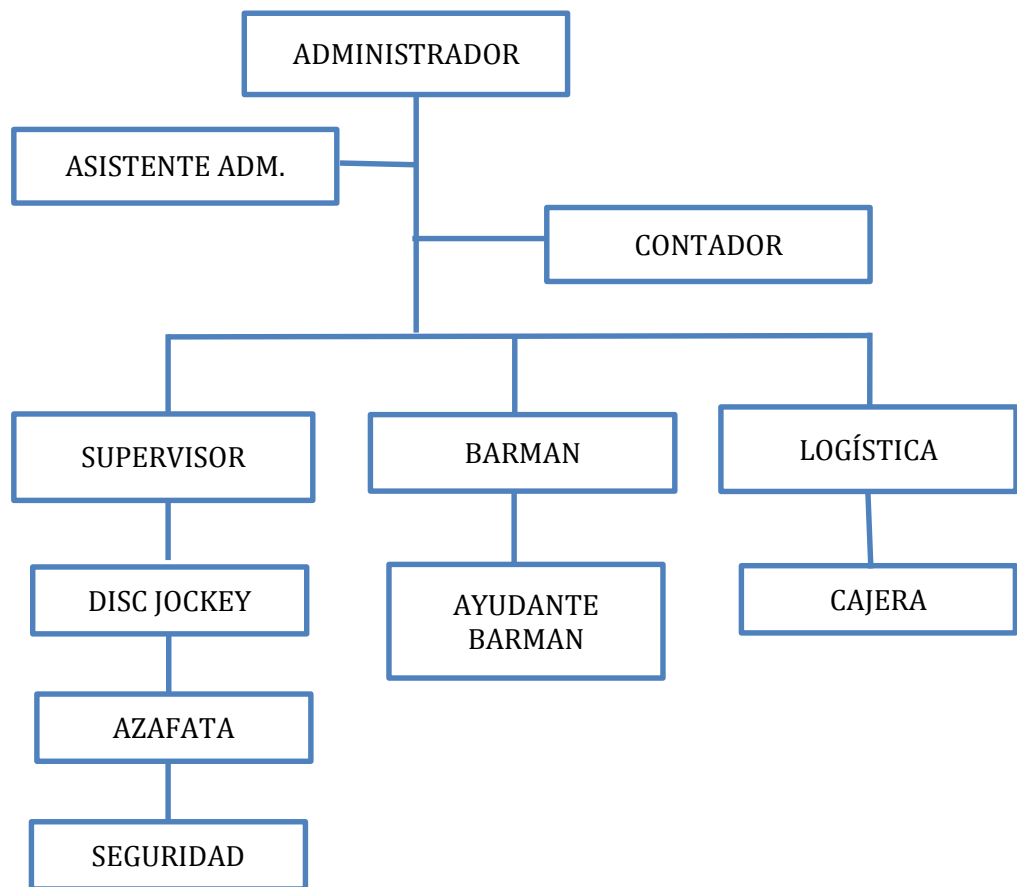 ADMINISTRADOR
ASISTENTE ADM.
CONTADOR
SUPERVISOR
BARMAN
LOGÍSTICA
DISC JOCKEY
AYUDANTE
BARMAN
CAJERA
AZAFATA
SEGURIDAD